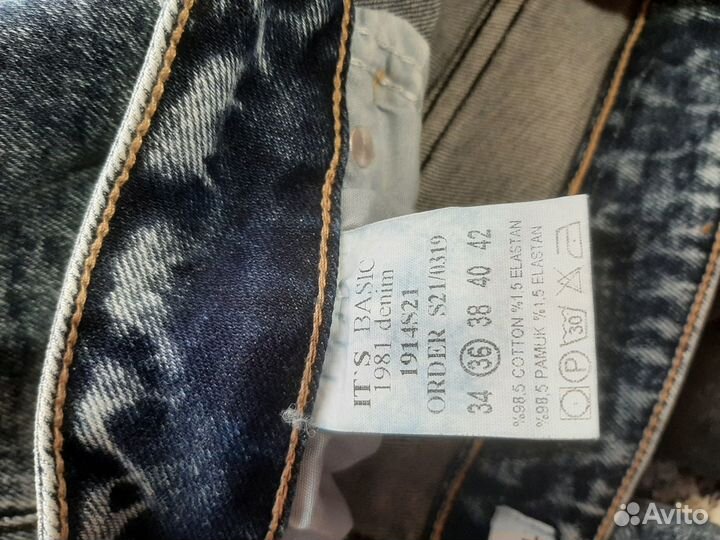 IT'S BASIC
1981 denim
1914S21
ORDER S21/0319
34 36 38 40 42
%98,5 COTTON %1,5 ELASTAN
%98,5 PAMUK %1,5 ELASTAN
P 30
Avito